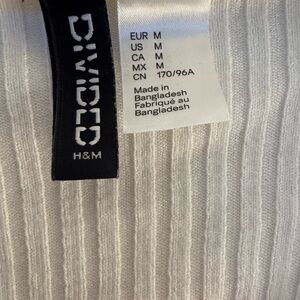 DIVIDED
H&M
EUR M
US M
CA M
MX M
CN 170/96A
Made in
Bangladesh
Fabriqué au
Bangladesh